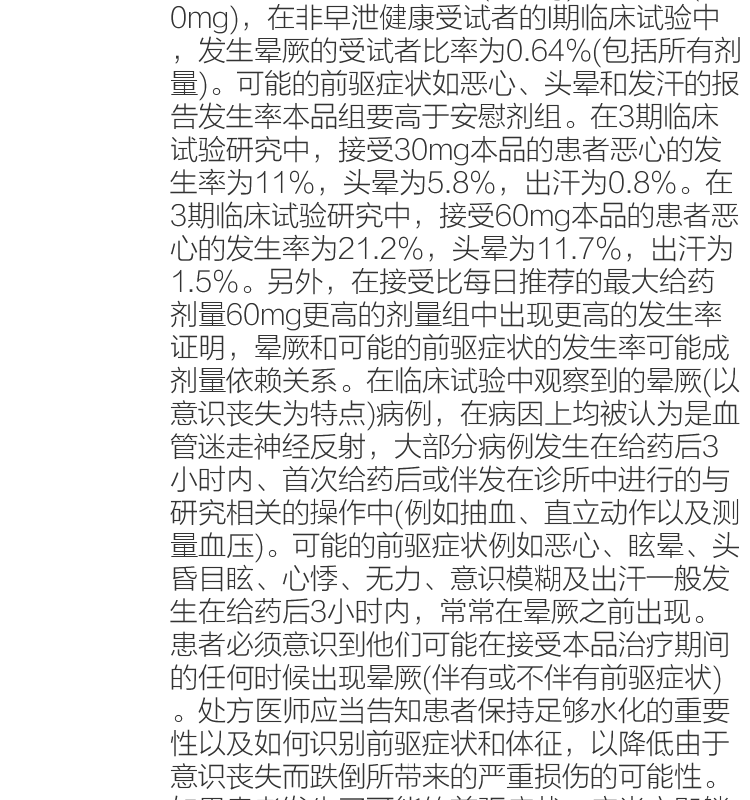 0mg)，在非早泄健康受试者的I期临床试验中
，发生晕厥的受试者比率为0.64%(包括所有剂
量)。可能的前驱症状如恶心、头晕和发汗的报
告发生率本品组要高于安慰剂组。在3期临床
试验研究中，接受30mg本品的患者恶心的发
生率为11%，头晕为5.8%，出汗为0.8%。在
3期临床试验研究中，接受60mg本品的患者恶
心的发生率为21.2%，头晕为11.7%，出汗为
1.5%。另外，在接受比每日推荐的最大给药
剂量60mg更高的剂量组中出现更高的发生率
证明，晕厥和可能的前驱症状的发生率可能成
剂量依赖关系。在临床试验中观察到的晕厥(以
意识丧失为特点)病例，在病因上均被认为是血
管迷走神经反射，大部分病例发生在给药后3
小时内、首次给药后或伴发在诊所中进行的与
研究相关的操作中(例如抽血、直立动作以及测
量血压)。可能的前驱症状例如恶心、眩晕、头
昏目眩、心悸、无力、意识模糊及出汗一般发
生在给药后3小时内，常常在晕厥之前出现。
患者必须意识到他们可能在接受本品治疗期间
的任何时候出现晕厥(伴有或不伴有前驱症状)
。处方医师应当告知患者保持足够水化的重要
性以及如何识别前驱症状和体征，以降低由于
意识丧失而跌倒所带来的严重损伤的可能性。